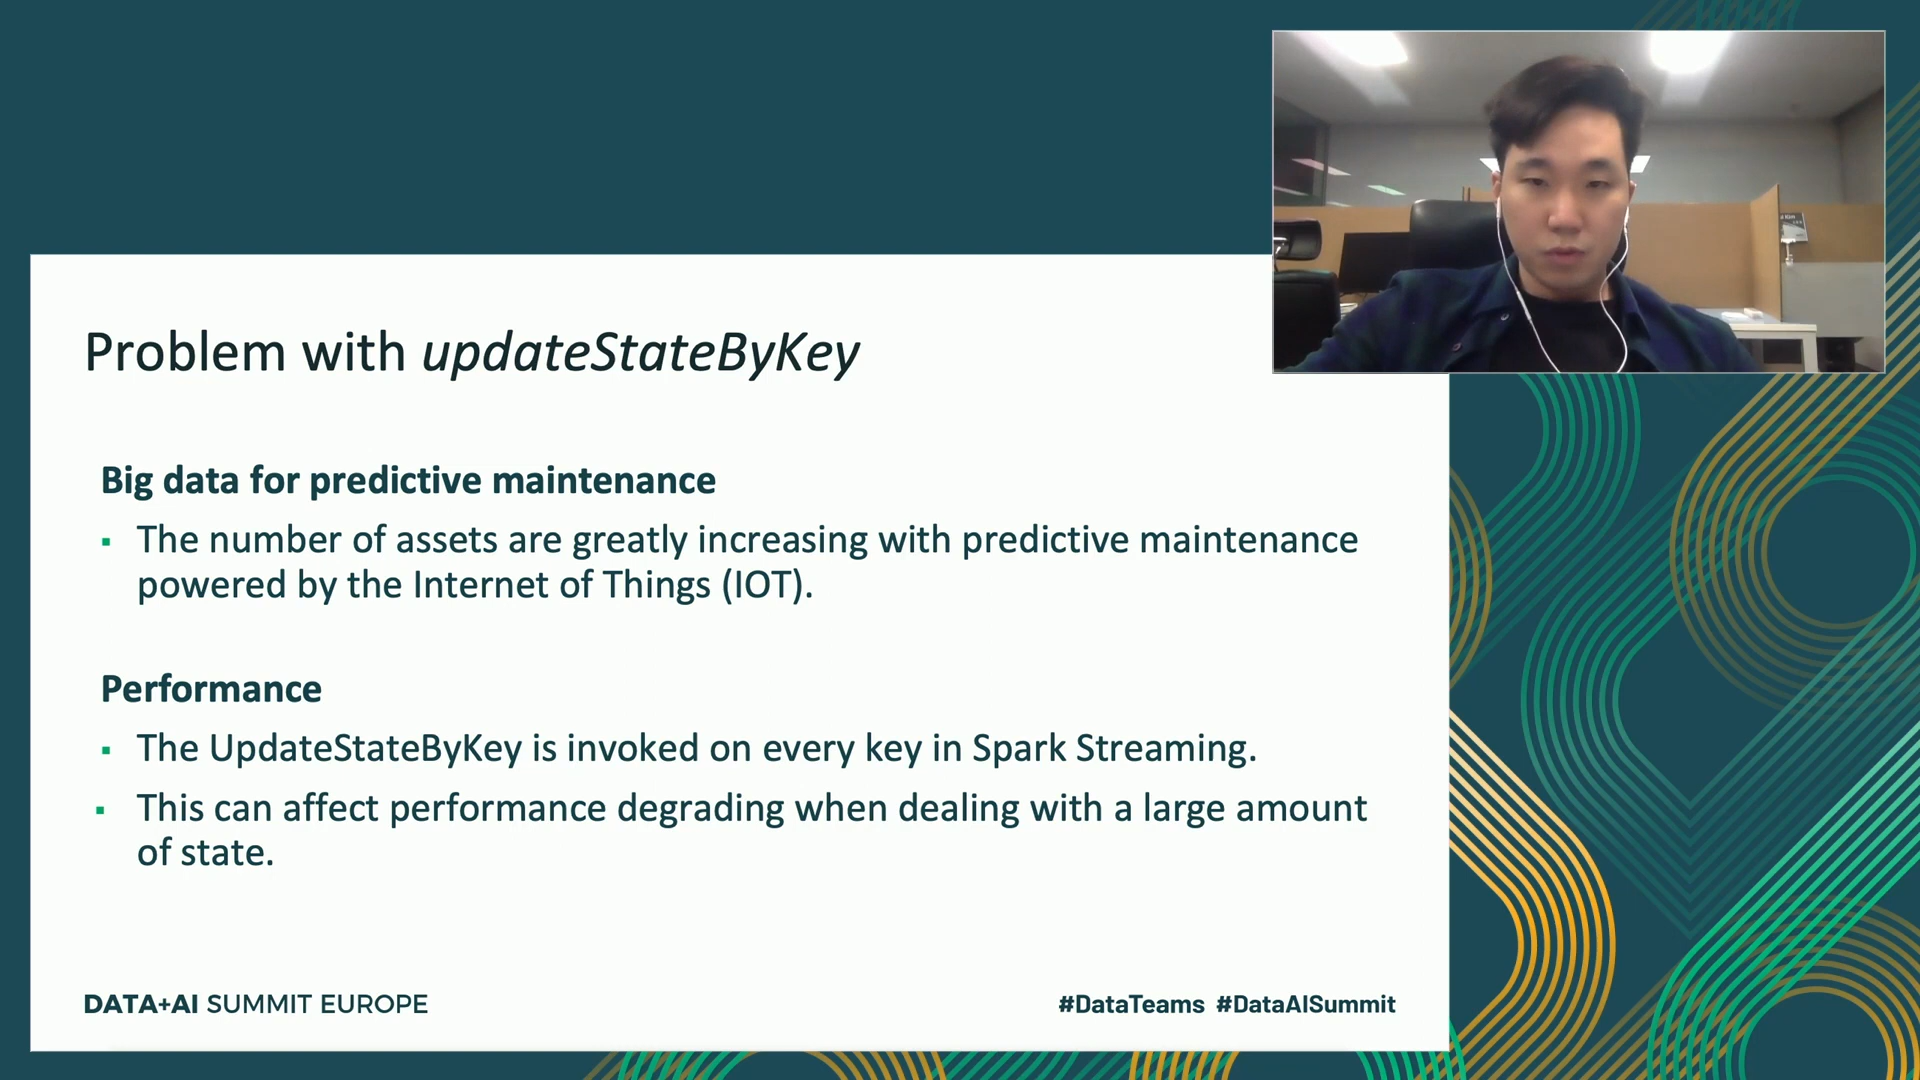 Problem with updateStateByKey
Big data for predictive maintenance
▪ The number of assets are greatly increasing with predictive maintenance
powered by the Internet of Things (IOT).
Performance
▪ The UpdateStateByKey is invoked on every key in Spark Streaming.
▪ This can affect performance degrading when dealing with a large amount
of state.
DATA+AI SUMMIT EUROPE
#DataTeams #DataAISummit